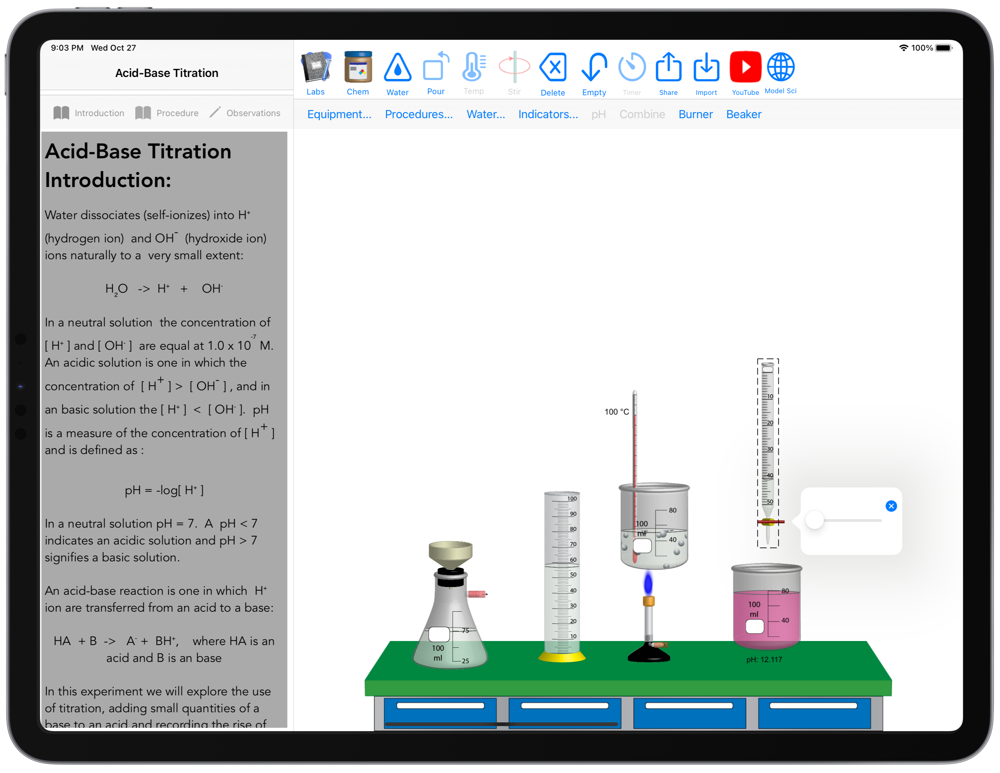 9:03 PM Wed Oct 27
100%
Acid-Base Titration
Labs
Chem
Water
Pour
Temp
Stir
Delete
Empty
Timer
Share
Import
YouTube
Model Sci
Introduction
Procedure
Observations
Equipment...
Procedures...
Water...
Indicators...
pH
Combine
Burner
Beaker
Acid-Base Titration
Introduction:
Water dissociates (self-ionizes) into H⁺
(hydrogen ion) and OH⁻ (hydroxide ion)
ions naturally to a very small extent:
H₂O -> H⁺ + OH⁻
In a neutral solution the concentration of
[ H⁺ ] and [ OH⁻ ] are equal at 1.0 x 10⁻⁷ M.
An acidic solution is one in which the
concentration of [ H⁺ ] > [ OH⁻ ] , and in
an basic solution the [ H⁺ ] < [ OH⁻ ]. pH
is a measure of the concentration of [ H⁺ ]
and is defined as :
pH = -log[ H⁺ ]
In a neutral solution pH = 7. A pH < 7
indicates an acidic solution and pH > 7
signifies a basic solution.
An acid-base reaction is one in which H⁺
ion are transferred from an acid to a base:
HA + B -> A⁻ + BH⁺, where HA is an
acid and B is an base
In this experiment we will explore the use
of titration, adding small quantities of a
base to an acid and recording the rise of
75
100
ml
25
100
90
80
70
60
50
40
30
20
10
100 °C
80
100
ml
40
10
20
30
40
50
80
100
ml
40
pH: 12.117